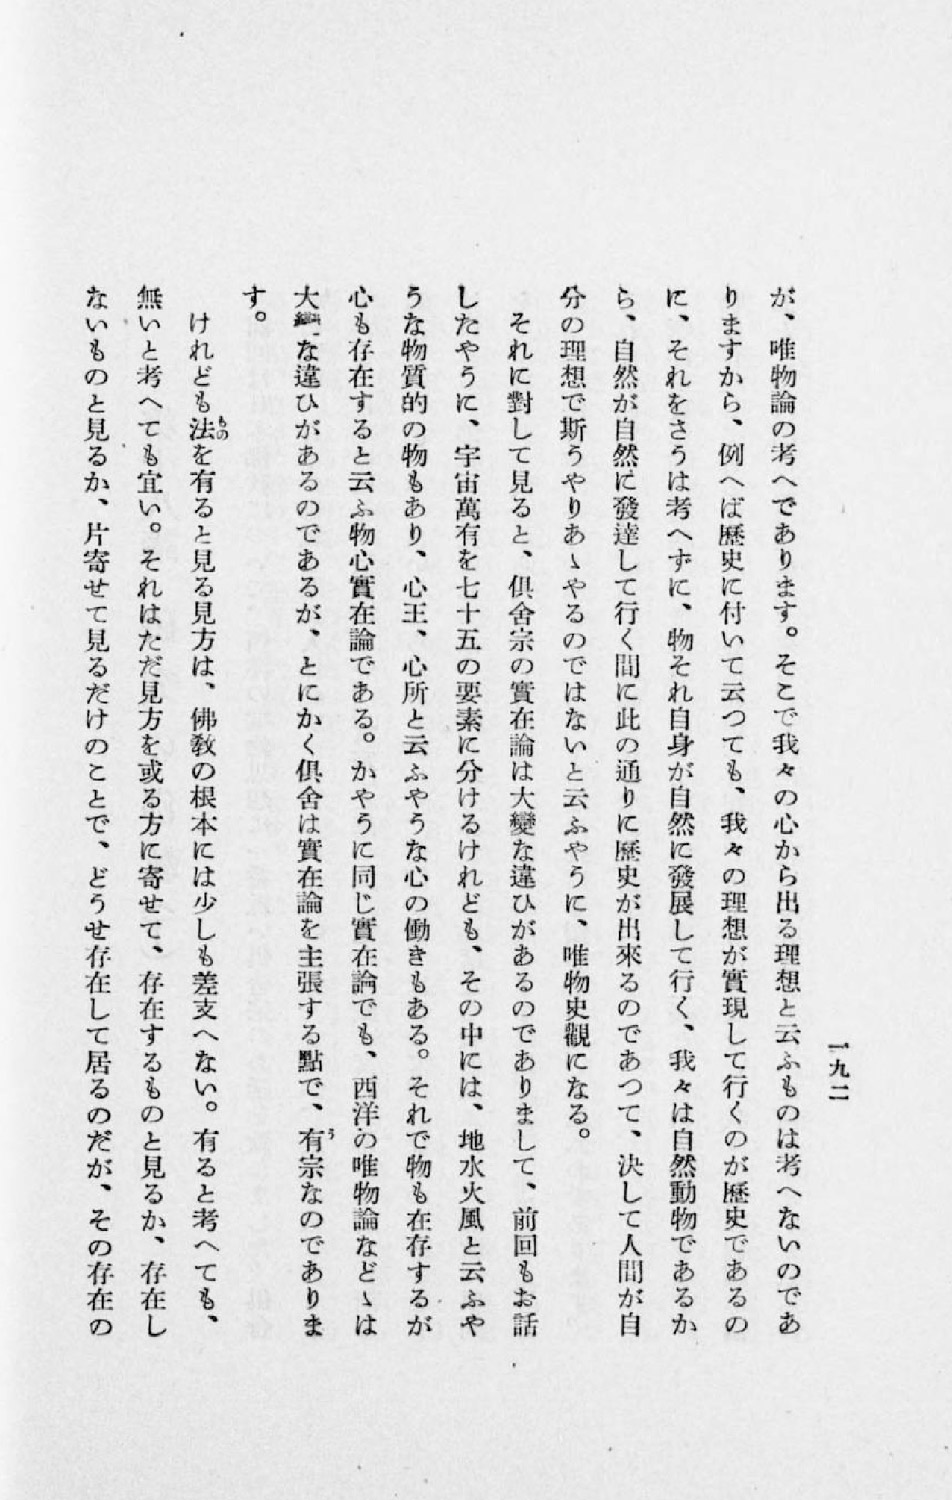 一九二
が、唯物論の考へであります。そこで我々の心から出る理想と云ふものは考へないのであ
りますから、例へば歷史に付いて云つても、我々の理想が實現して行くのが歷史であるの
に、それをさうは考へずに、物それ自身が自然に發展して行く、我々は自然動物であるか
ら、自然が自然に發達して行く間に此の通りに歷史が出來るのであつて、決して人間が自
分の理想で斯うやりあゝやるのではないと云ふやうに、唯物史觀になる。
それに對して見ると、俱舍宗の實在論は大變な違ひがあるのでありまして、前回もお話
したやうに、宇宙萬有を七十五の要素に分けるけれども、その中には、地水火風と云ふや
うな物質的の物もあり、心王、心所と云ふやうな心の働きもある。それで物も在存するが
心も存在すると云ふ物心實在論である。かやうに同じ實在論でも、西洋の唯物論などゝは
大な違ひがあるのであるが、とにかく俱舍は實在論を主張する點で、有宗なのでありま
す。
けれども法を有ると見る見方は、佛敎の根本には少しも差支へない。有ると考へても、
無いと考へても宜い。それはただ見方を或る方に寄せて、存在するものと見るか、存在し
ないものと見るか、片寄せて見るだけのことで、どうせ存在して居るのだが、その存在の